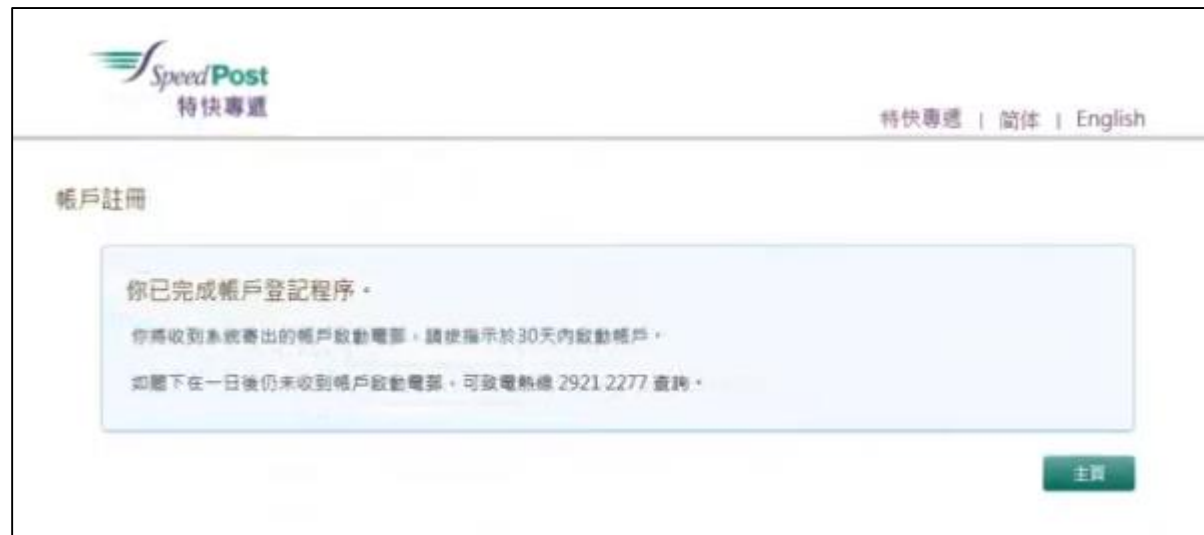 SpeedPost
特快專遞
特快專遞 | 简体 | English
帳戶註冊
你已完成帳戶登記程序。
你將收到系統寄出的帳戶啟動電郵，請按指示於30天內啟動帳戶。
如閣下在一日後仍未收到帳戶啟動電郵，可致電熱線 2921 2277 查詢。
主頁